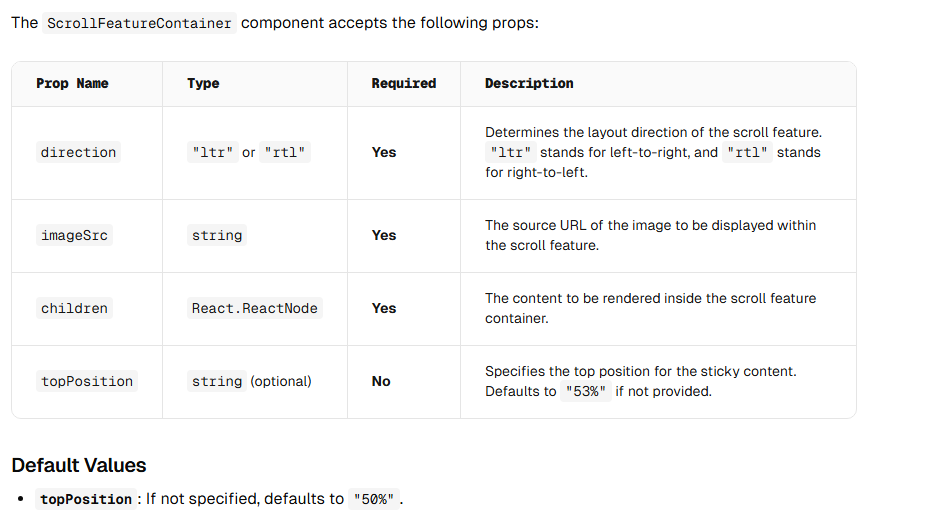 The ScrollFeatureContainer component accepts the following props:
Prop Name Type Required Description
direction "ltr" or "rtl" Yes Determines the layout direction of the scroll feature.
"ltr" stands for left-to-right, and "rtl" stands
for right-to-left.
imageSrc string Yes The source URL of the image to be displayed within
the scroll feature.
children React.ReactNode Yes The content to be rendered inside the scroll feature
container.
topPosition string (optional) No Specifies the top position for the sticky content.
Defaults to "53%" if not provided.
Default Values
• topPosition: If not specified, defaults to "50%".